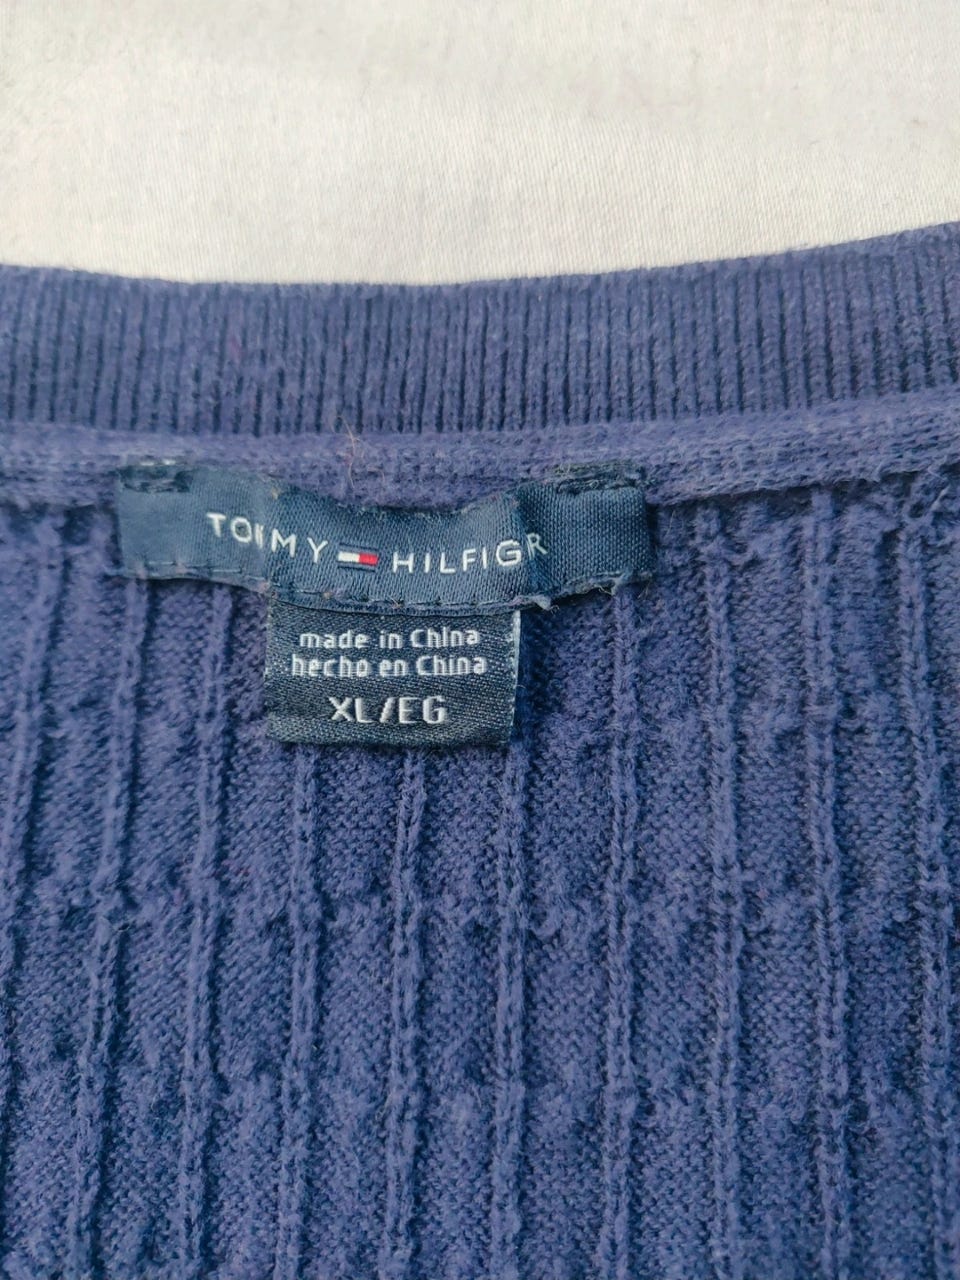 TOMMY HILFIGR
made in China
hecho en China
XL/EG